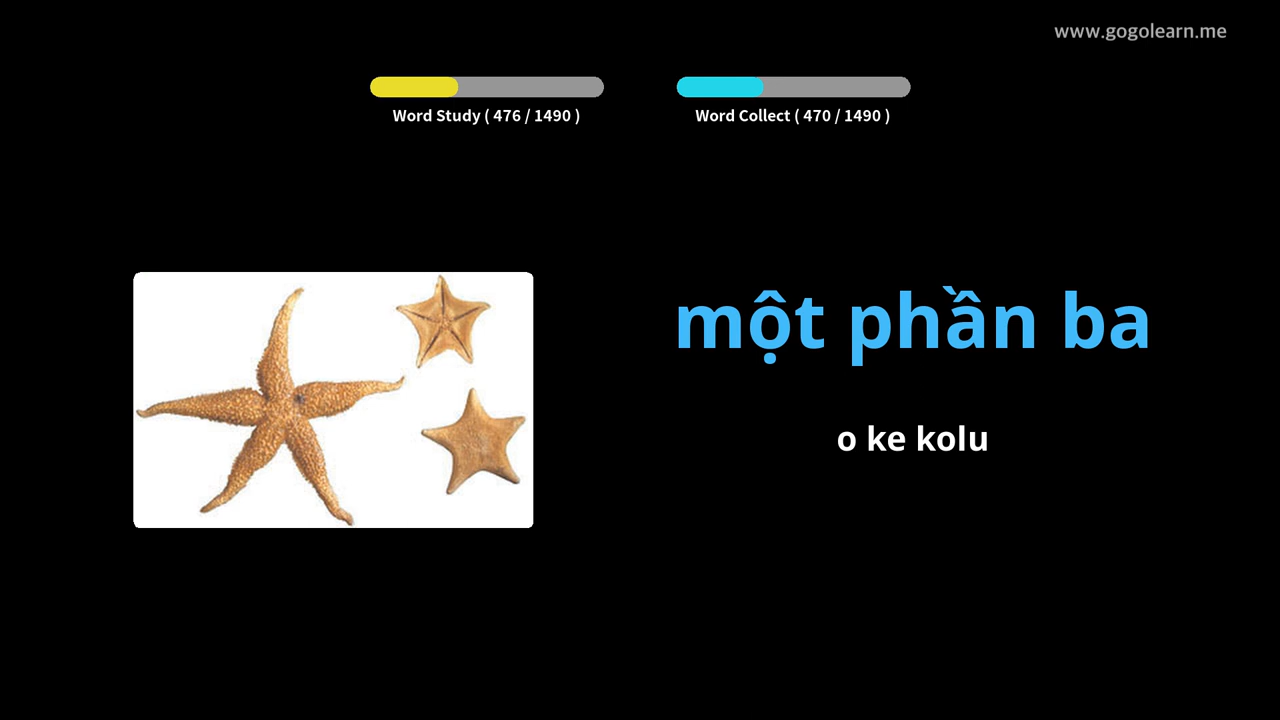 www.gogolearn.me
Word Study ( 476 / 1490 )
Word Collect ( 470 / 1490 )
một phần ba
o ke kolu